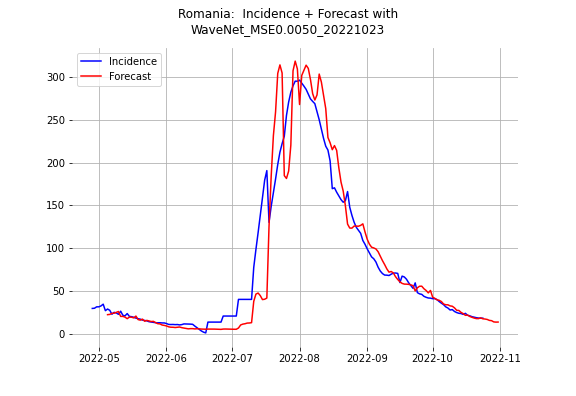 Romania:  Incidence + Forecast with
WaveNet_MSE0.0050_20221023
Incidence
Forecast
300
250
200
150
100
50
0
2022-05 2022-06 2022-07 2022-08 2022-09 2022-10 2022-11